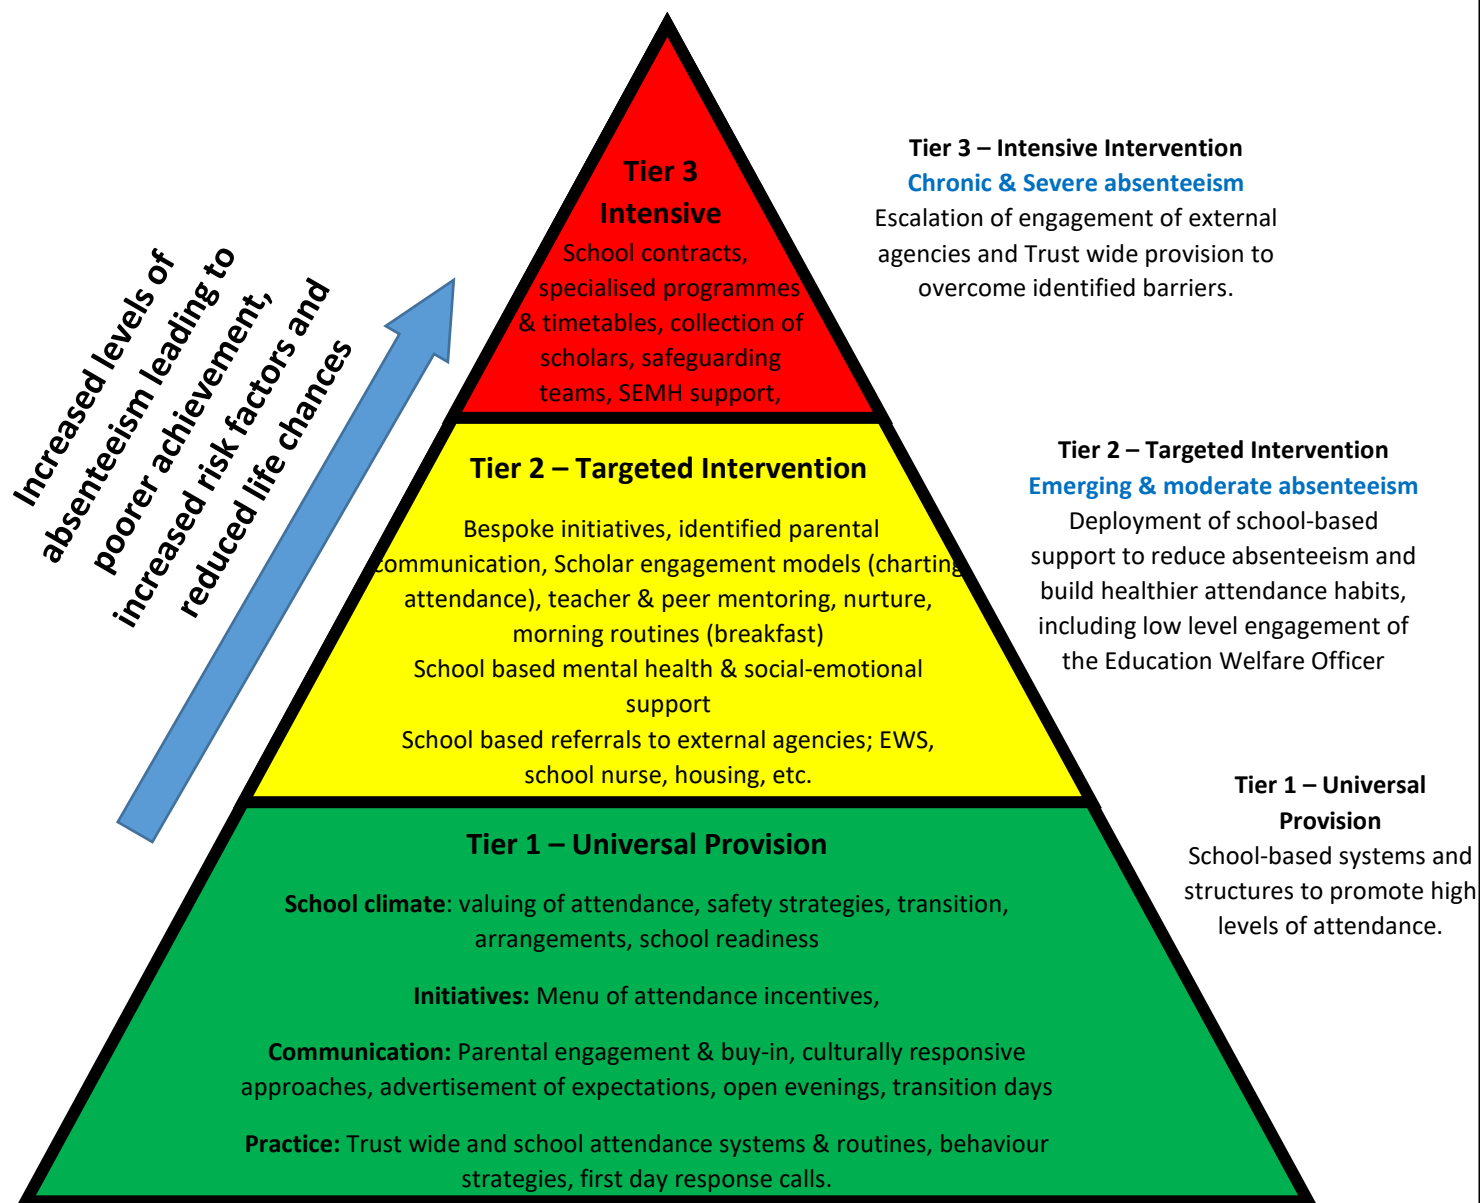 Increased levels of
absenteeism leading to
poorer achievement,
increased risk factors and
reduced life chances
Tier 3
Intensive
School contracts,
specialised programmes
& timetables, collection of
scholars, safeguarding
teams, SEMH support,
Tier 3 – Intensive Intervention
Chronic & Severe absenteeism
Escalation of engagement of external
agencies and Trust wide provision to
overcome identified barriers.
Tier 2 – Targeted Intervention
Bespoke initiatives, identified parental
communication, Scholar engagement models (charting
attendance), teacher & peer mentoring, nurture,
morning routines (breakfast)
School based mental health & social-emotional
support
School based referrals to external agencies; EWS,
school nurse, housing, etc.
Tier 2 – Targeted Intervention
Emerging & moderate absenteeism
Deployment of school-based
support to reduce absenteeism and
build healthier attendance habits,
including low level engagement of
the Education Welfare Officer
Tier 1 – Universal Provision
School climate: valuing of attendance, safety strategies, transition,
arrangements, school readiness
Initiatives: Menu of attendance incentives,
Communication: Parental engagement & buy-in, culturally responsive
approaches, advertisement of expectations, open evenings, transition days
Practice: Trust wide and school attendance systems & routines, behaviour
strategies, first day response calls.
Tier 1 – Universal
Provision
School-based systems and
structures to promote high
levels of attendance.